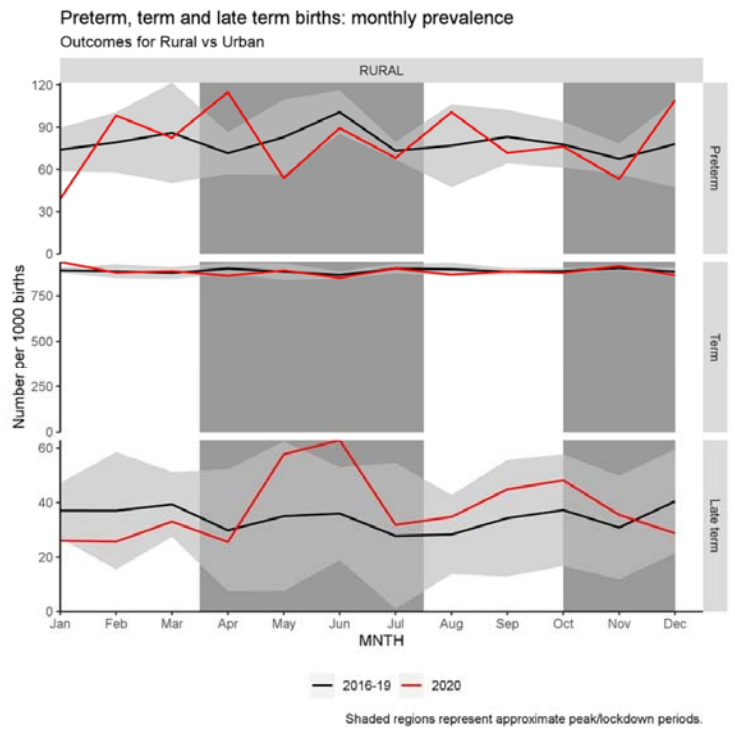 Preterm, term and late term births: monthly prevalence
Outcomes for Rural vs Urban
RURAL
120
90
60
30
0
Preterm
750
500
250
0
Term
60
40
20
0
Late term
Number per 1000 births
Jan Feb Mar Apr May Jun Jul Aug Sep Oct Nov Dec
MNTH
2016-19 2020
Shaded regions represent approximate peak/lockdown periods.